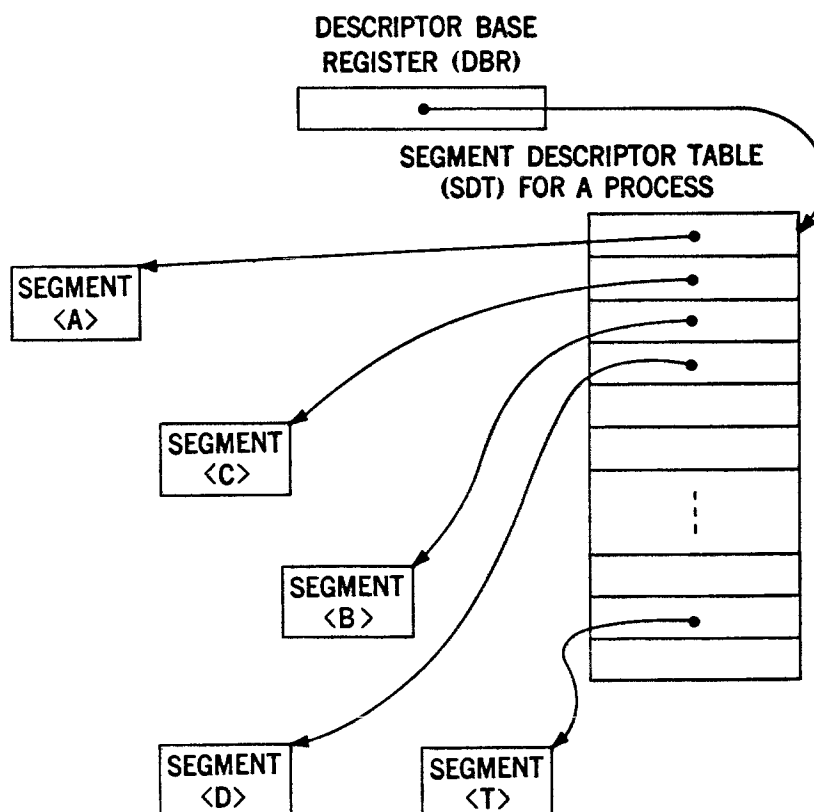 DESCRIPTOR BASE
REGISTER (DBR)
SEGMENT DESCRIPTOR TABLE
(SDT) FOR A PROCESS
SEGMENT
<A>
SEGMENT
<C>
SEGMENT
<B>
SEGMENT
<D>
SEGMENT
<T>